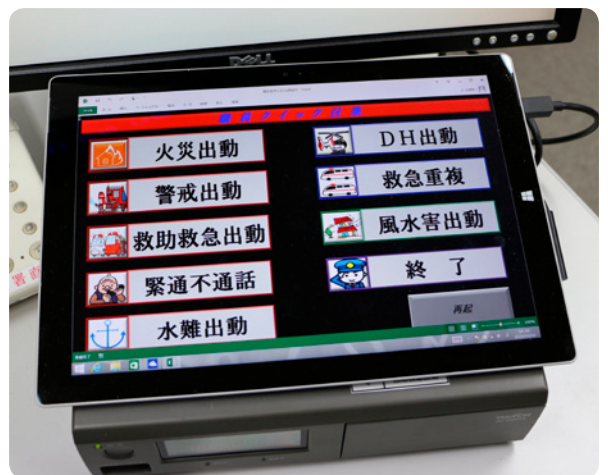 DELL
職員クイック召集
火災出動
警戒出動
救助救急出動
緊通不通話
水難出動
DH出動
救急重複
風水害出動
終了
再起